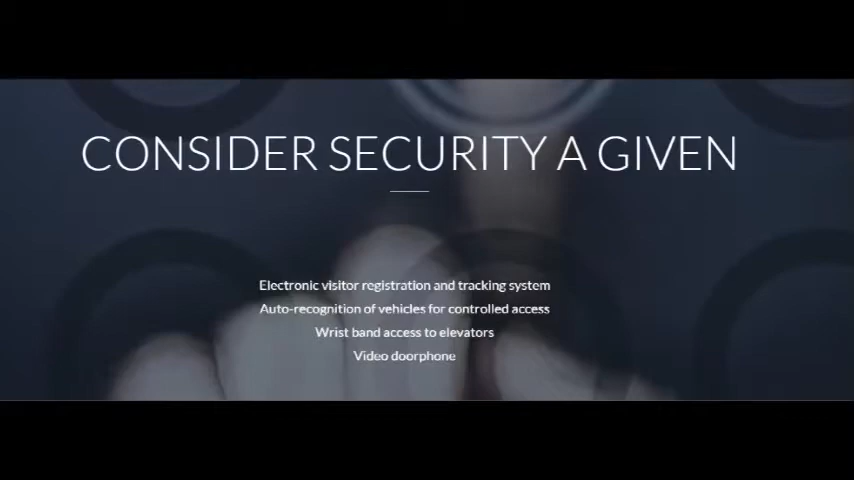 CONSIDER SECURITY A GIVEN
Electronic visitor registration and tracking system
Auto-recognition of vehicles for controlled access
Wrist band access to elevators
Video doorphone